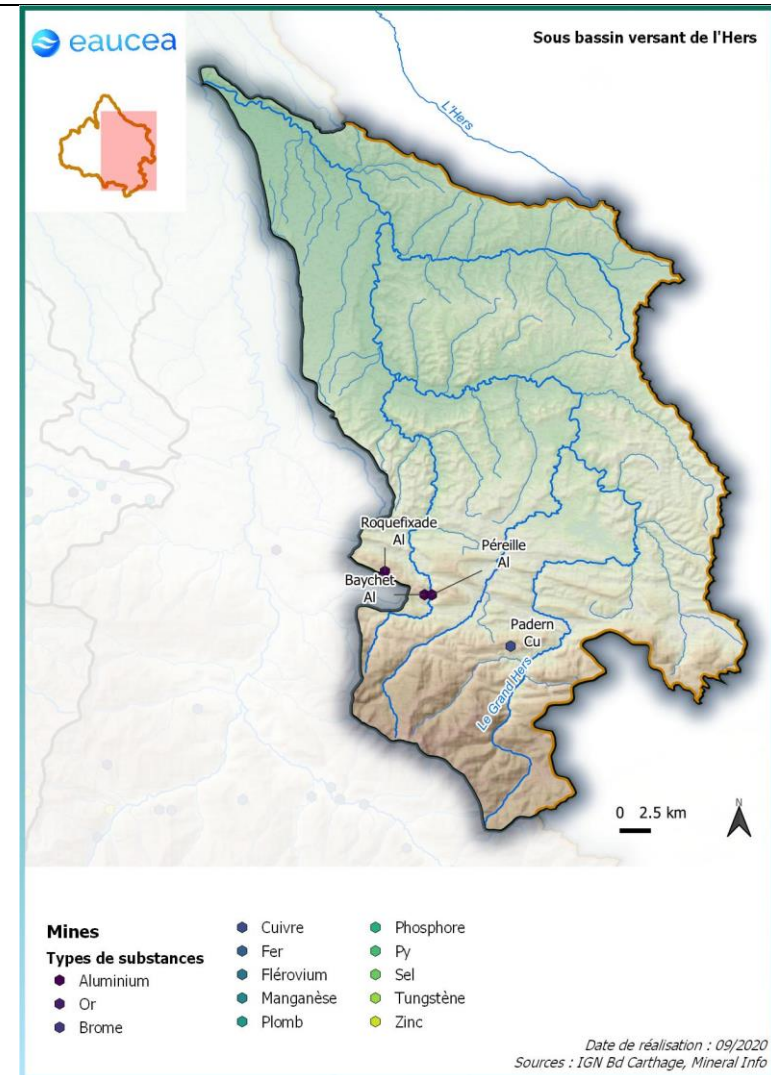 eaucea
Sous bassin versant de l'Hers
L'Hers
Roquefixade
Al
Péreille
Al
Baychet
Al
Padern
Cu
Le Grand Hers
0 2.5 km
N
Mines
Types de substances
Aluminium
Or
Brome
Cuivre
Fer
Flérovium
Manganèse
Plomb
Phosphore
Py
Sel
Tungstène
Zinc
Date de réalisation : 09/2020
Sources : IGN Bd Carthage, Mineral Info